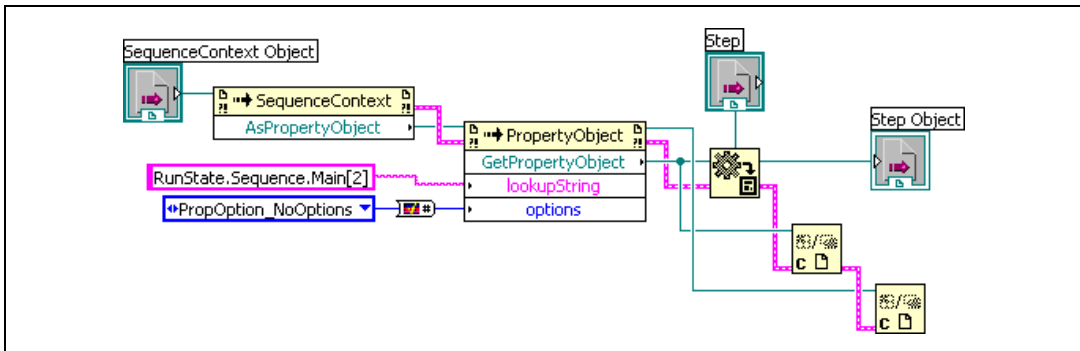 SequenceContext Object
Step
SequenceContext
AsPropertyObject
Step Object
PropertyObject
GetPropertyObject
RunState.Sequence.Main[2]
lookupString
PropOption_NoOptions
options
C
C